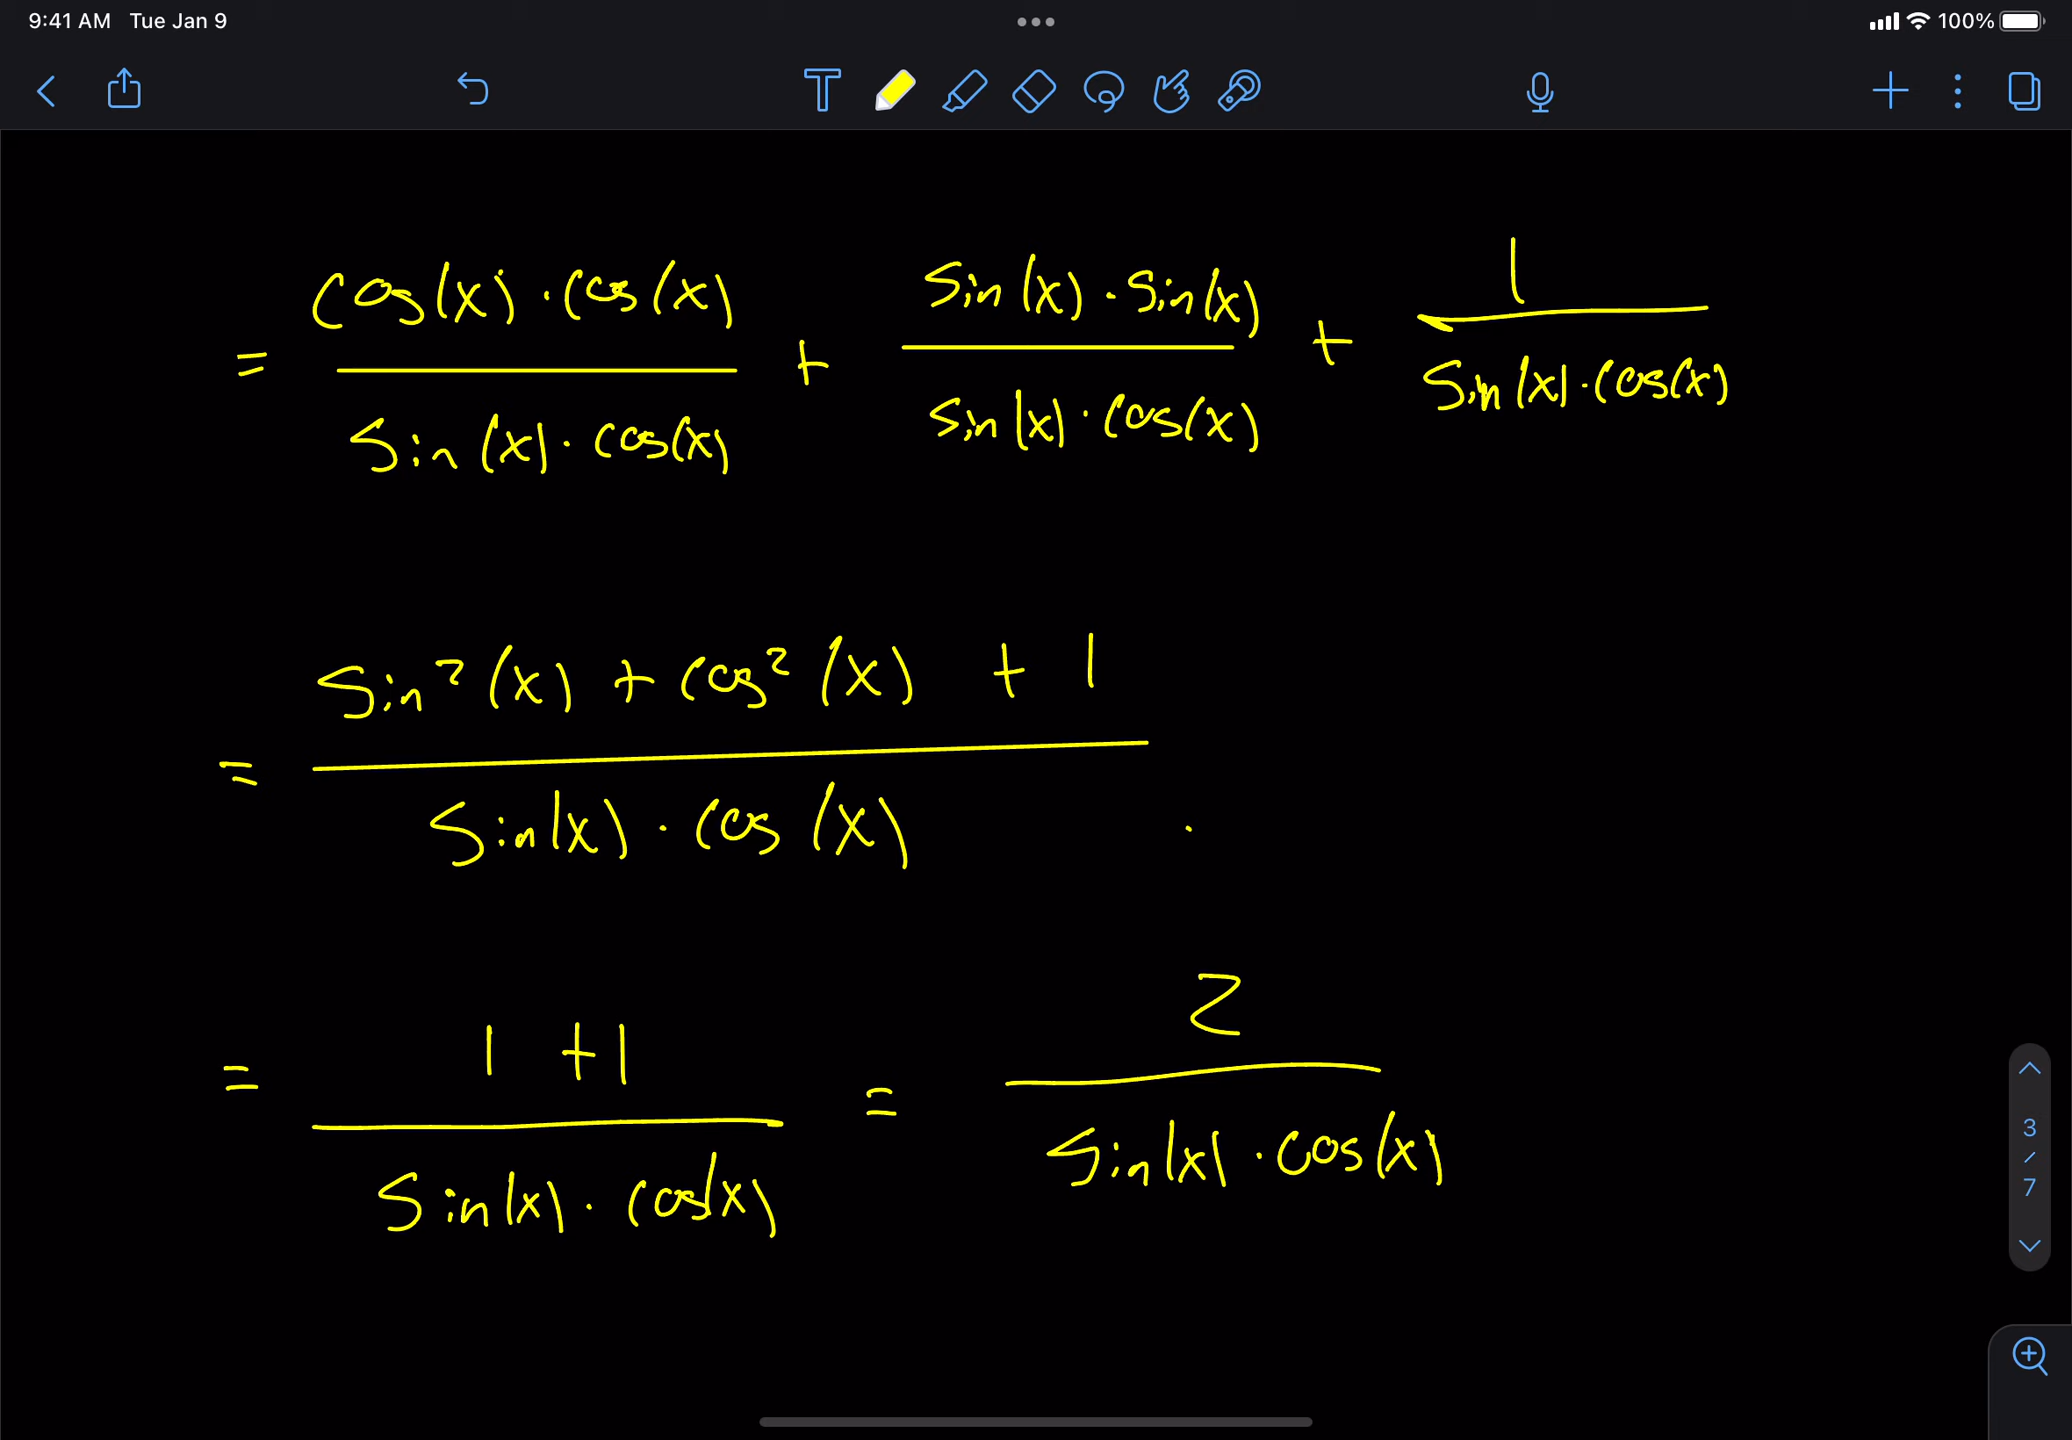 9:41 AM Tue Jan 9 100%
= cos(x) · cos(x) / sin(x) · cos(x) + sin(x) · sin(x) / sin(x) · cos(x) + 1 / sin(x) · cos(x)
= sin²(x) + cos²(x) + 1 / sin(x) · cos(x)
= 1 + 1 / sin(x) · cos(x) = 2 / sin(x) · cos(x)
3 / 7